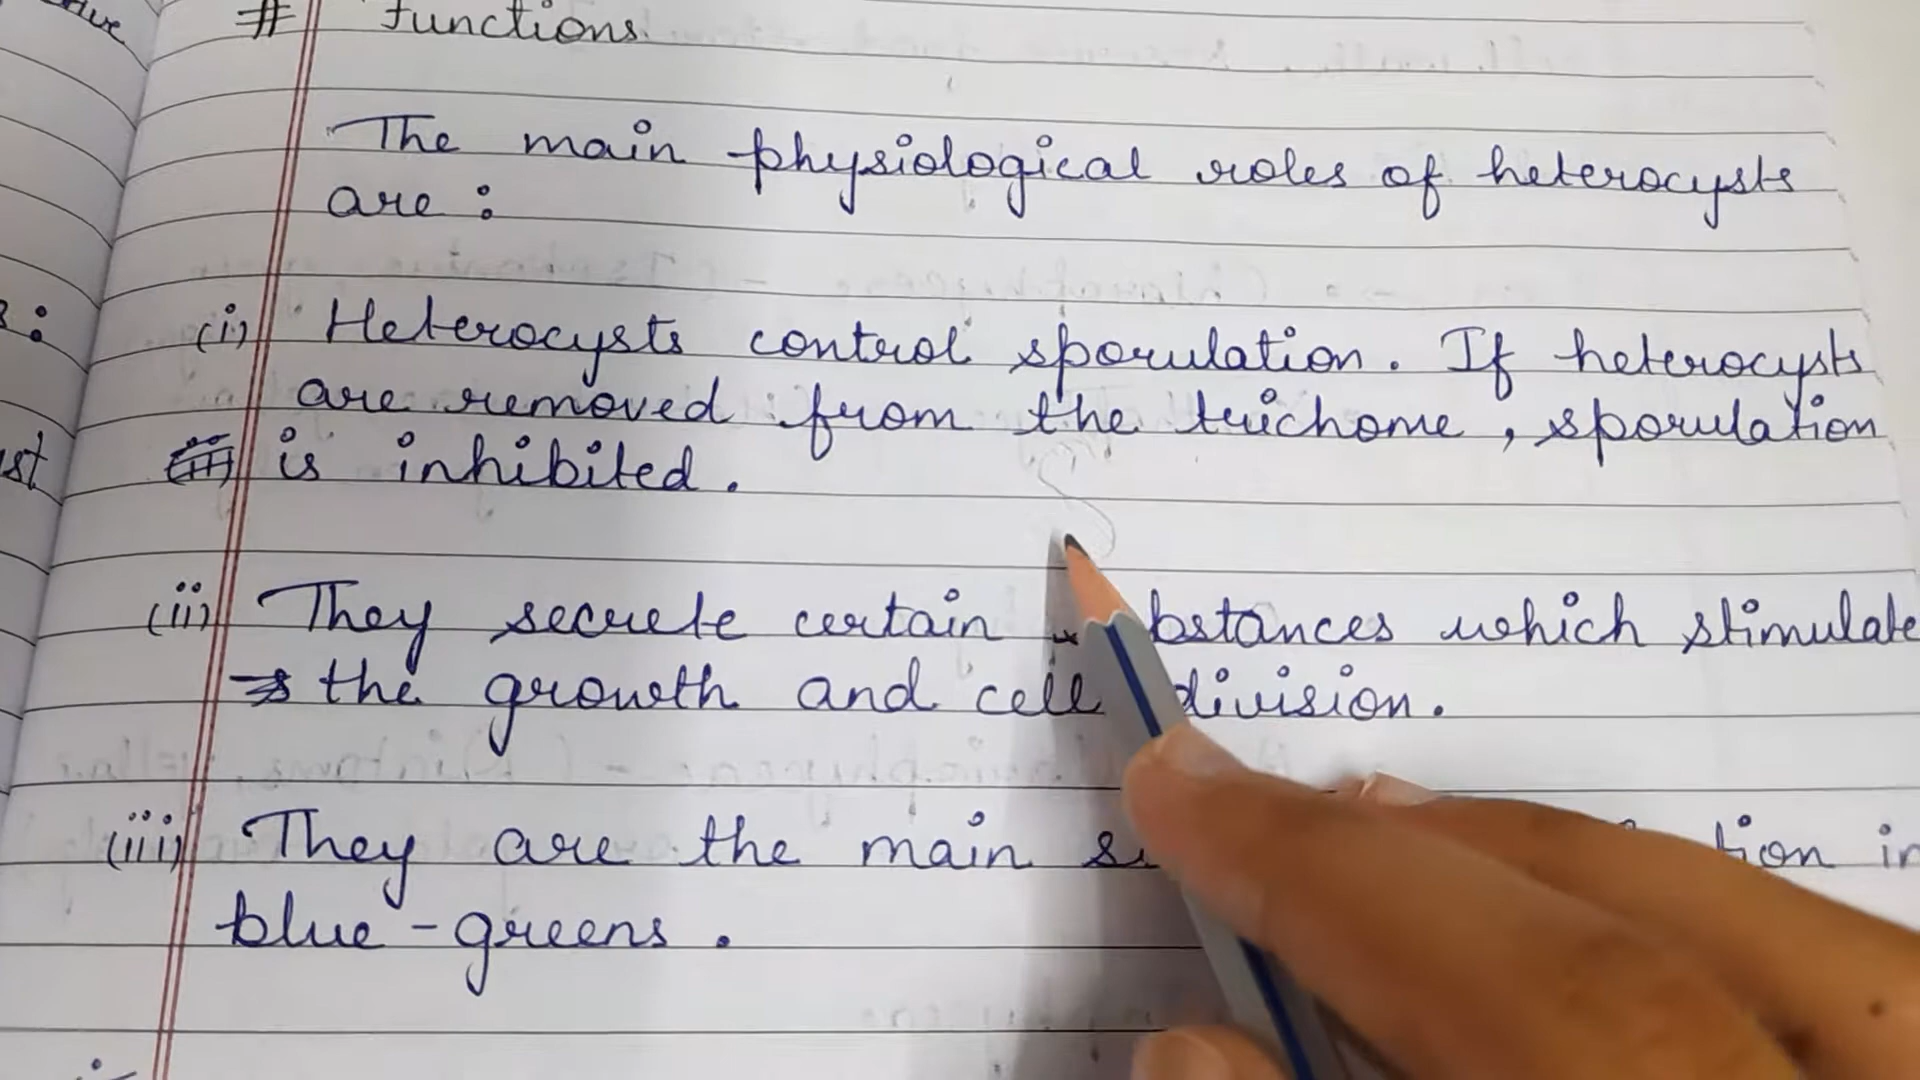 # Functions.
The main physiological roles of heterocysts
are :
(i) Heterocysts control sporulation. If heterocysts
are removed from the trichome, sporulation
is inhibited.
(ii) They secrete certain which stimulate
the growth and cell division.
(iii) They are the main in
blue-greens.